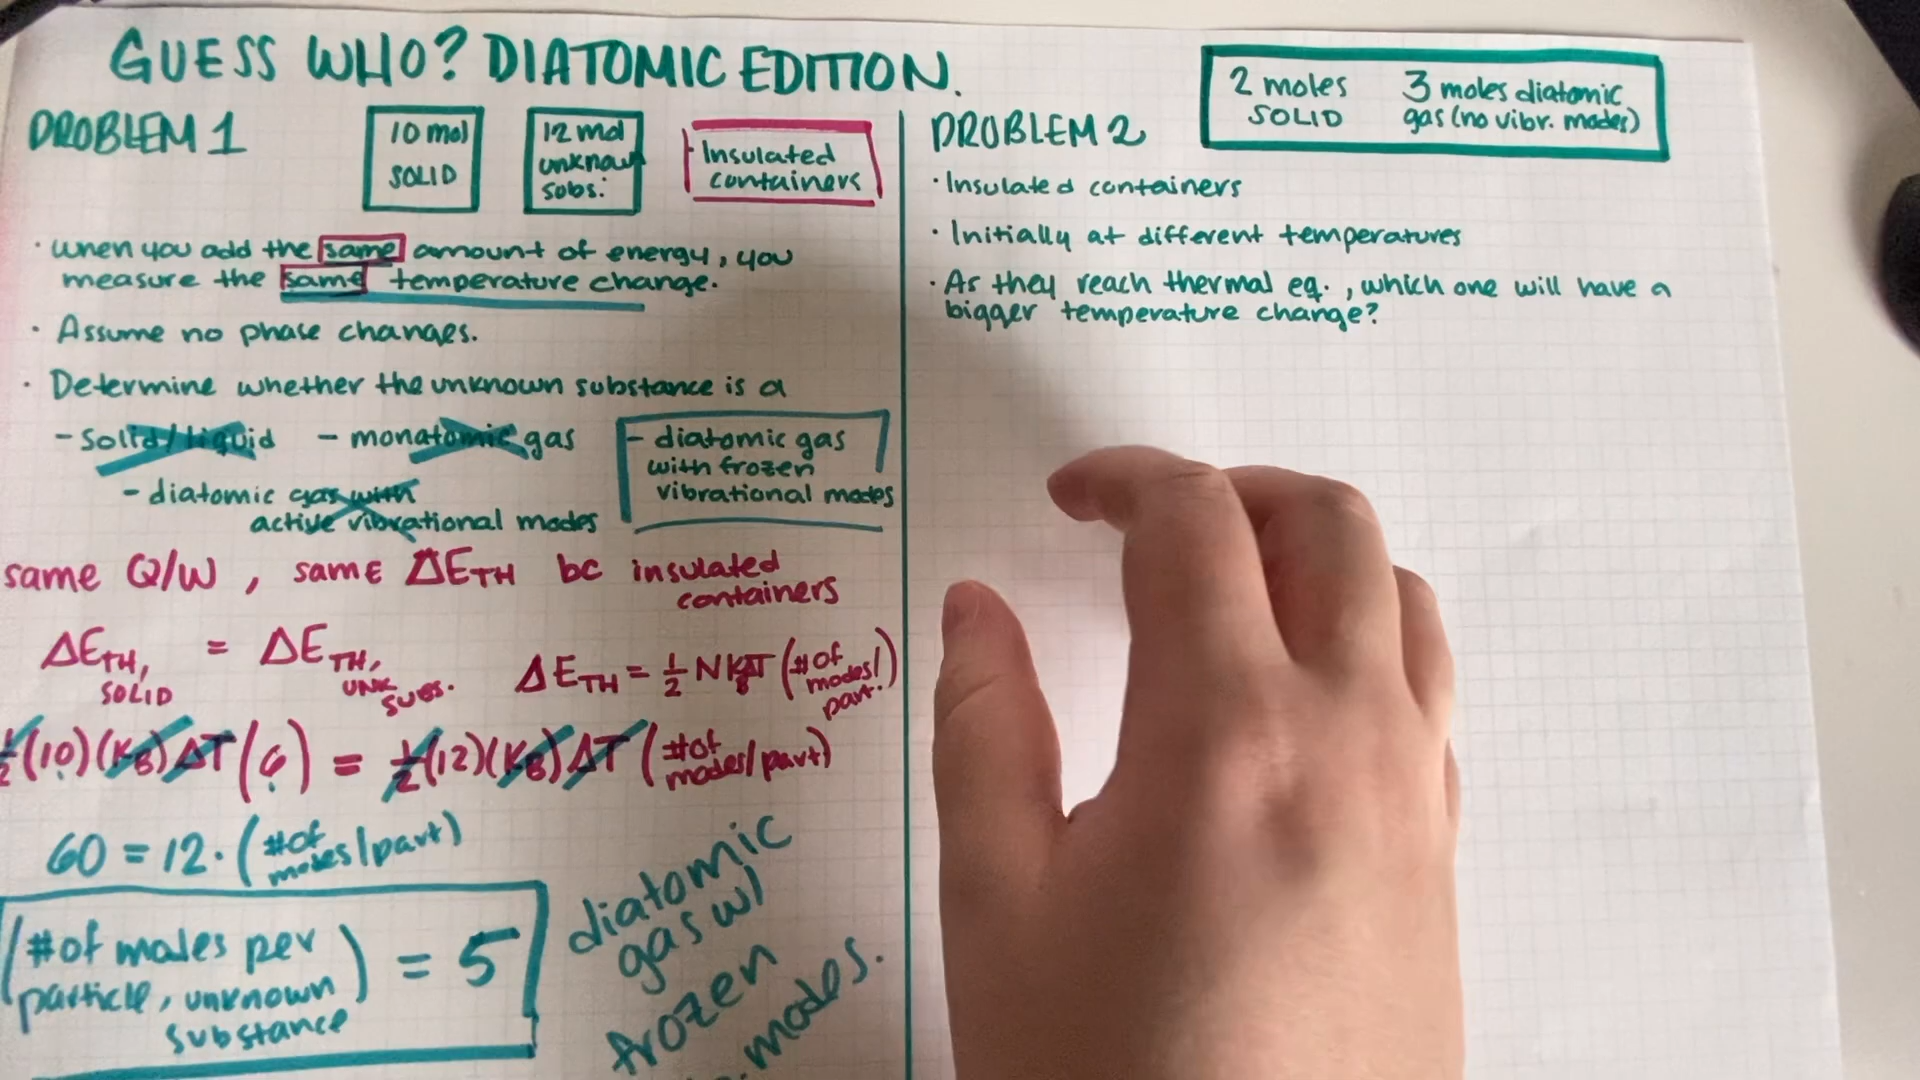 GUESS WHO? DIATOMIC EDITION.
PROBLEM 1
10 mol
SOLID
12 mol
unknown
subs.
Insulated
containers
• When you add the same amount of energy, you
measure the same temperature change.
• Assume no phase changes.
• Determine whether the unknown substance is a
- solid/liquid - monatomic gas
- diatomic gas
with frozen
vibrational modes
- diatomic gas with
active vibrational modes
same Q/W, same ΔETH bc insulated
containers
ΔETH, SOLID = ΔETH, UNK SUBS.
ΔETH = 1/2 NKBΔT (# of modes/part.)
1/2(10)(KB)ΔT(6) = 1/2(12)(KB)ΔT(# of modes/part)
60 = 12 · (# of modes/part)
(# of modes per
particle, unknown
substance) = 5
diatomic
gas w/
frozen
modes.
2 moles
SOLID
3 moles diatomic
gas (no vibr. modes)
PROBLEM 2
• Insulated containers
• Initially at different temperatures
• As they reach thermal eq., which one will have a
bigger temperature change?